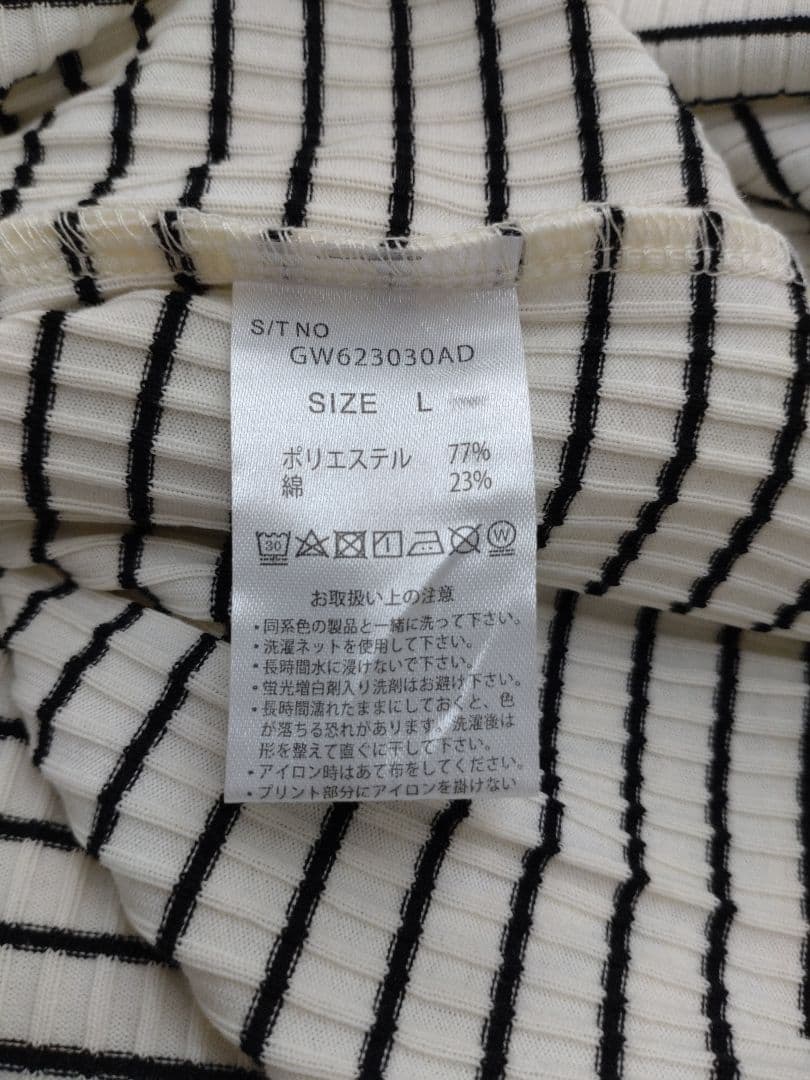 S/T NO
GW623030AD
SIZE L
ポリエステル 77%
綿 23%
30 W
お取扱い上の注意
・同系色の製品と一緒に洗って下さい。
・洗濯ネットを使用して下さい。
・長時間水に浸けないで下さい。
・蛍光増白剤入り洗剤はお避け下さい。
・長時間濡れたままにしておくと、色
が落ちる恐れがあります。洗濯後は
形を整えて直ぐに干して下さい。
・アイロン時はあて布をしてください。
・プリント部分にアイロンを掛けない